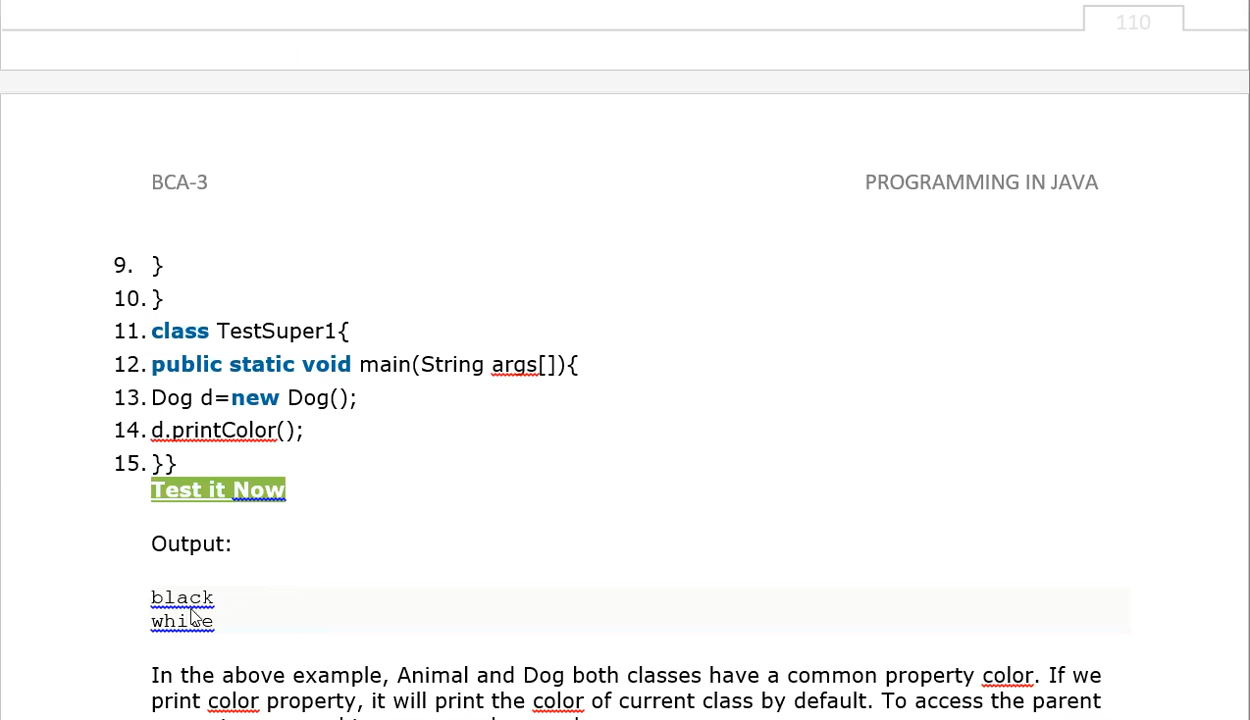 110
BCA-3 PROGRAMMING IN JAVA
9. }
10. }
11. class TestSuper1{
12. public static void main(String args[]){
13. Dog d=new Dog();
14. d.printColor();
15. }}
Test it Now
Output:
black
white
In the above example, Animal and Dog both classes have a common property color. If we
print color property, it will print the color of current class by default. To access the parent